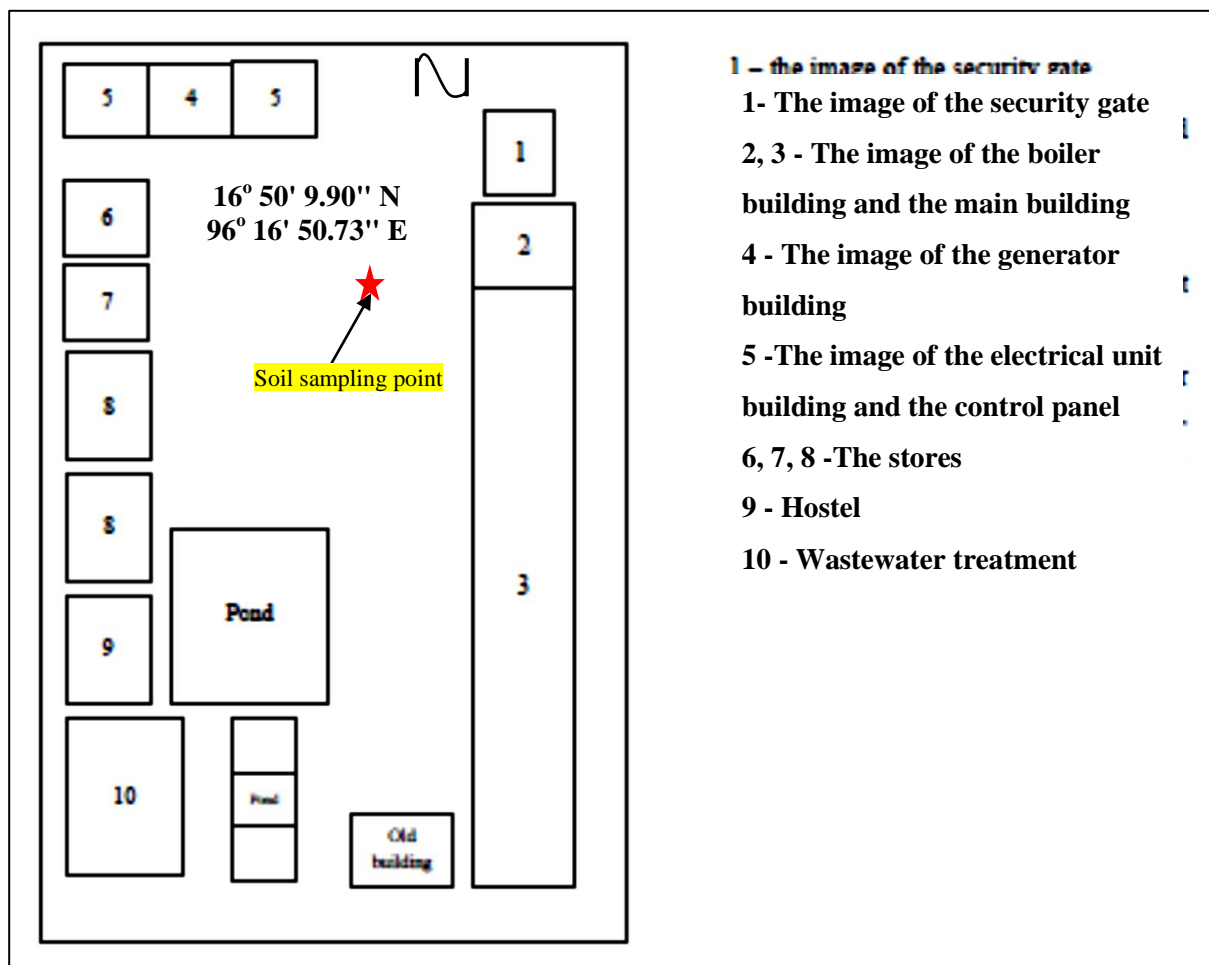 5 4 5
1
16° 50' 9.90'' N
96° 16' 50.73'' E
6
2
7
Soil sampling point
8
8
3
Pond
9
10
Pond
Old
building
1 – the image of the security gate
1- The image of the security gate
2, 3 - The image of the boiler
building and the main building
4 - The image of the generator
building
5 -The image of the electrical unit
building and the control panel
6, 7, 8 -The stores
9 - Hostel
10 - Wastewater treatment